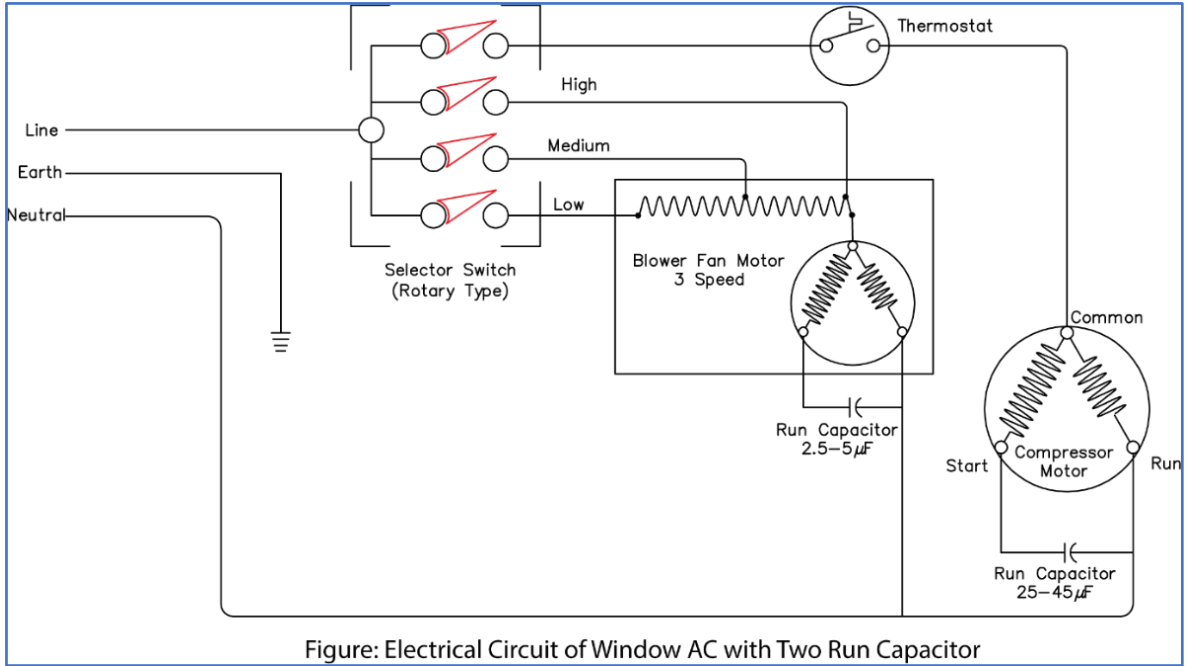 Thermostat
High
Line
Medium
Earth
Low
Neutral
Selector Switch
(Rotary Type)
Blower Fan Motor
3 Speed
Common
Run Capacitor
2.5–5µF
Start
Compressor
Motor
Run
Run Capacitor
25–45µF
Figure: Electrical Circuit of Window AC with Two Run Capacitor